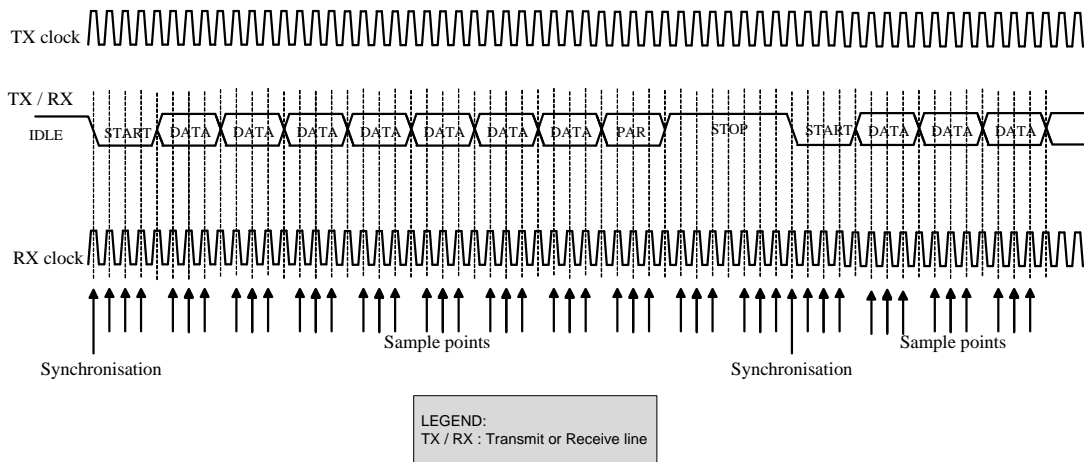 TX clock
TX / RX
IDLE
START DATA DATA DATA DATA DATA DATA DATA PAR STOP START DATA DATA DATA
RX clock
Sample points Sample points
Synchronisation Synchronisation
LEGEND:
TX / RX : Transmit or Receive line